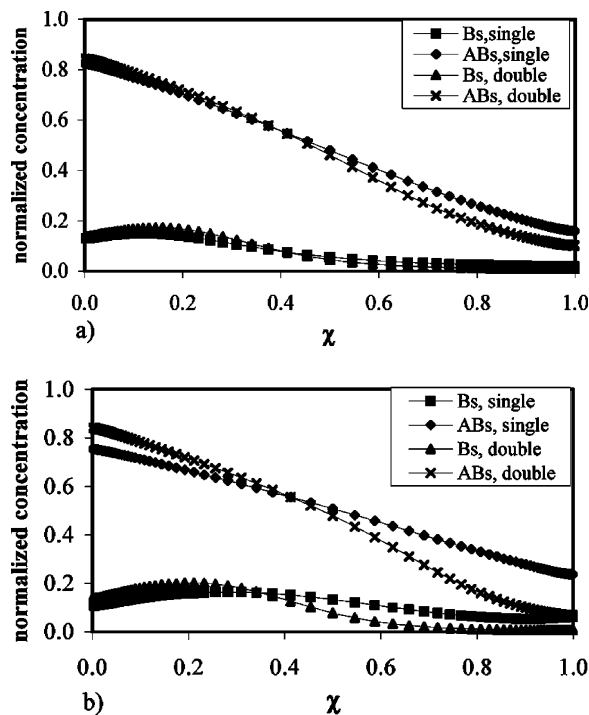 1.0
0.8
0.6
0.4
0.2
0.0
normalized concentration
Bs,single
ABs,single
Bs, double
ABs, double
0.0 0.2 0.4 0.6 0.8 1.0
a)
χ
1.0
0.8
0.6
0.4
0.2
0.0
normalized concentration
Bs, single
ABs, single
Bs, double
ABs, double
0.0 0.2 0.4 0.6 0.8 1.0
b)
χ